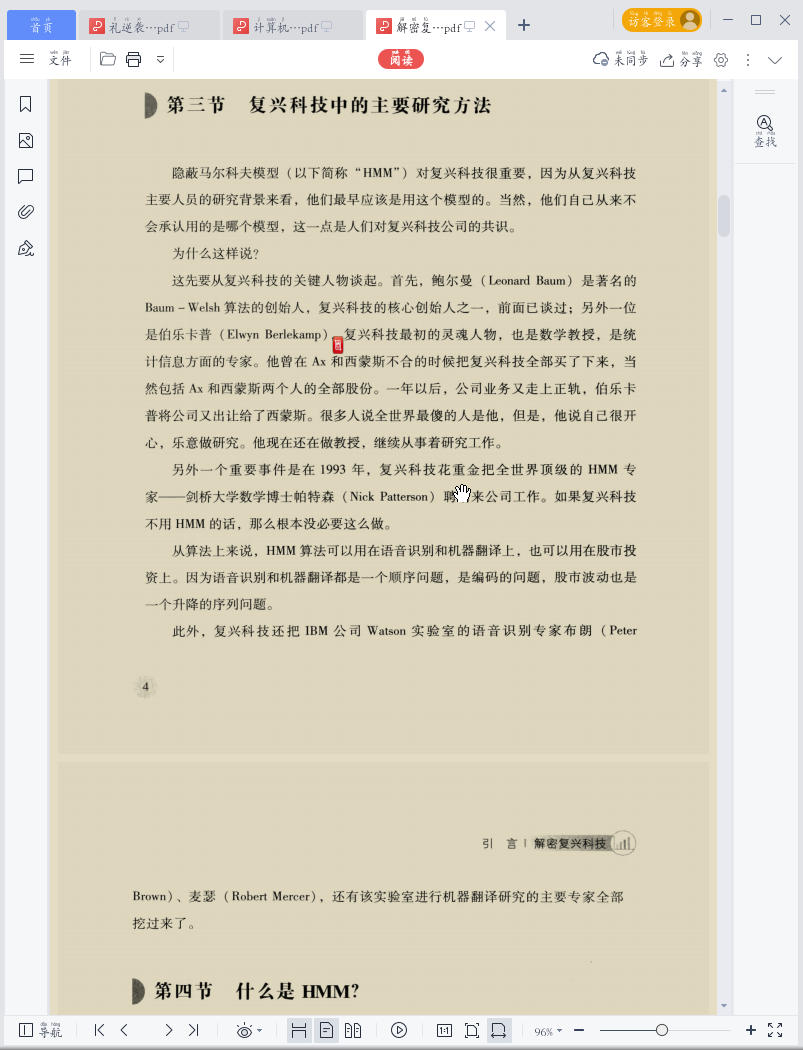 首页 礼逆袭···pdf 计算机···pdf 解密复···pdf 访客登录
文件 阅读 未同步 分享
查找
第三节 复兴科技中的主要研究方法
隐蔽马尔科夫模型（以下简称“HMM”）对复兴科技很重要，因为从复兴科技
主要人员的研究背景来看，他们最早应该是用这个模型的。当然，他们自己从来不
会承认用的是哪个模型，这一点是人们对复兴科技公司的共识。
为什么这样说？
这先要从复兴科技的关键人物谈起。首先，鲍尔曼（Leonard Baum）是著名的
Baum－Welsh 算法的创始人，复兴科技的核心创始人之一，前面已谈过；另外一位
是伯乐卡普（Elwyn Berlekamp），复兴科技最初的灵魂人物，也是数学教授，是统
计信息方面的专家。他曾在 Ax 和西蒙斯不合的时候把复兴科技全部买了下来，当
然包括 Ax 和西蒙斯两个人的全部股份。一年以后，公司业务又走上正轨，伯乐卡
普将公司又出让给了西蒙斯。很多人说全世界最傻的人是他，但是，他说自己很开
心，乐意做研究。他现在还在做教授，继续从事着研究工作。
另外一个重要事件是在 1993 年，复兴科技花重金把全世界顶级的 HMM 专
家——剑桥大学数学博士帕特森（Nick Patterson）聘来公司工作。如果复兴科技
不用 HMM 的话，那么根本没必要这么做。
从算法上来说，HMM 算法可以用在语音识别和机器翻译上，也可以用在股市投
资上。因为语音识别和机器翻译都是一个顺序问题，是编码的问题，股市波动也是
一个升降的序列问题。
此外，复兴科技还把 IBM 公司 Watson 实验室的语音识别专家布朗（Peter
4
引 言 | 解密复兴科技
Brown）、麦瑟（Robert Mercer），还有该实验室进行机器翻译研究的主要专家全部
挖过来了。
第四节 什么是 HMM？
导航 1:1 96%